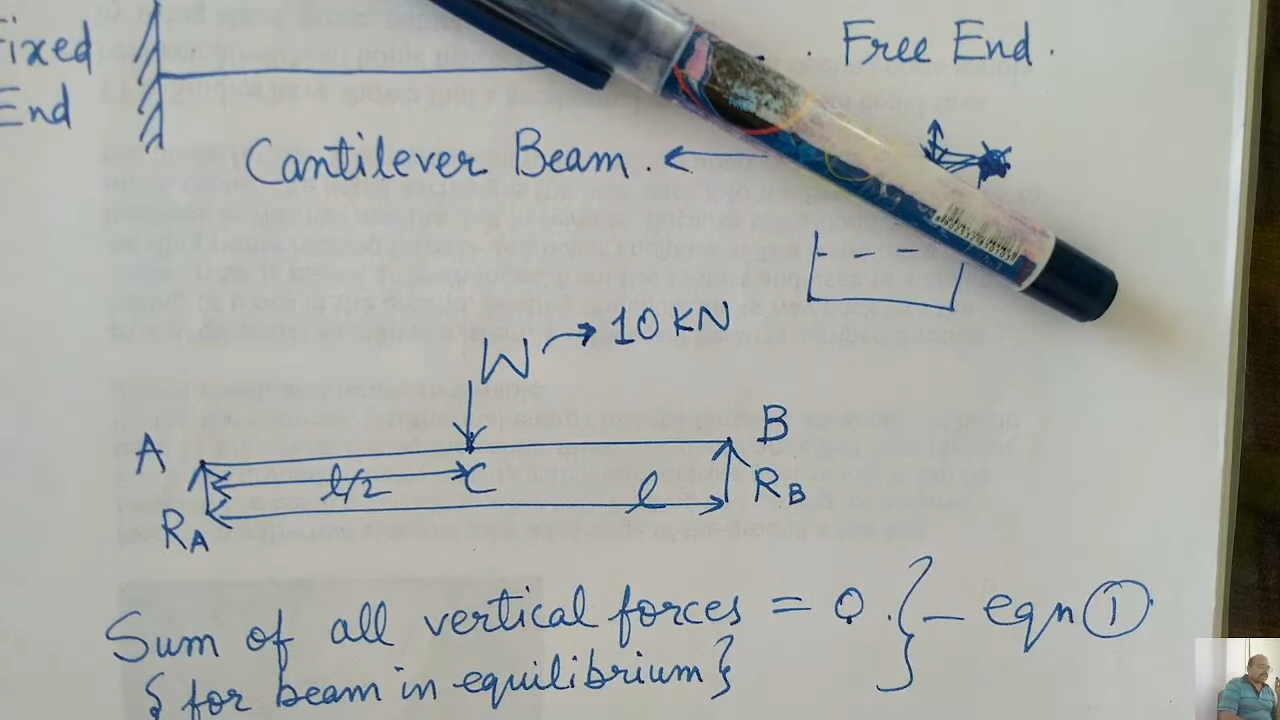 Fixed
End
Free End.
Cantilever Beam.
W → 10 KN
A
B
l/2
C
l
RA
RB
Sum of all vertical forces = 0. } - eqn ①
{ for beam in equilibrium }